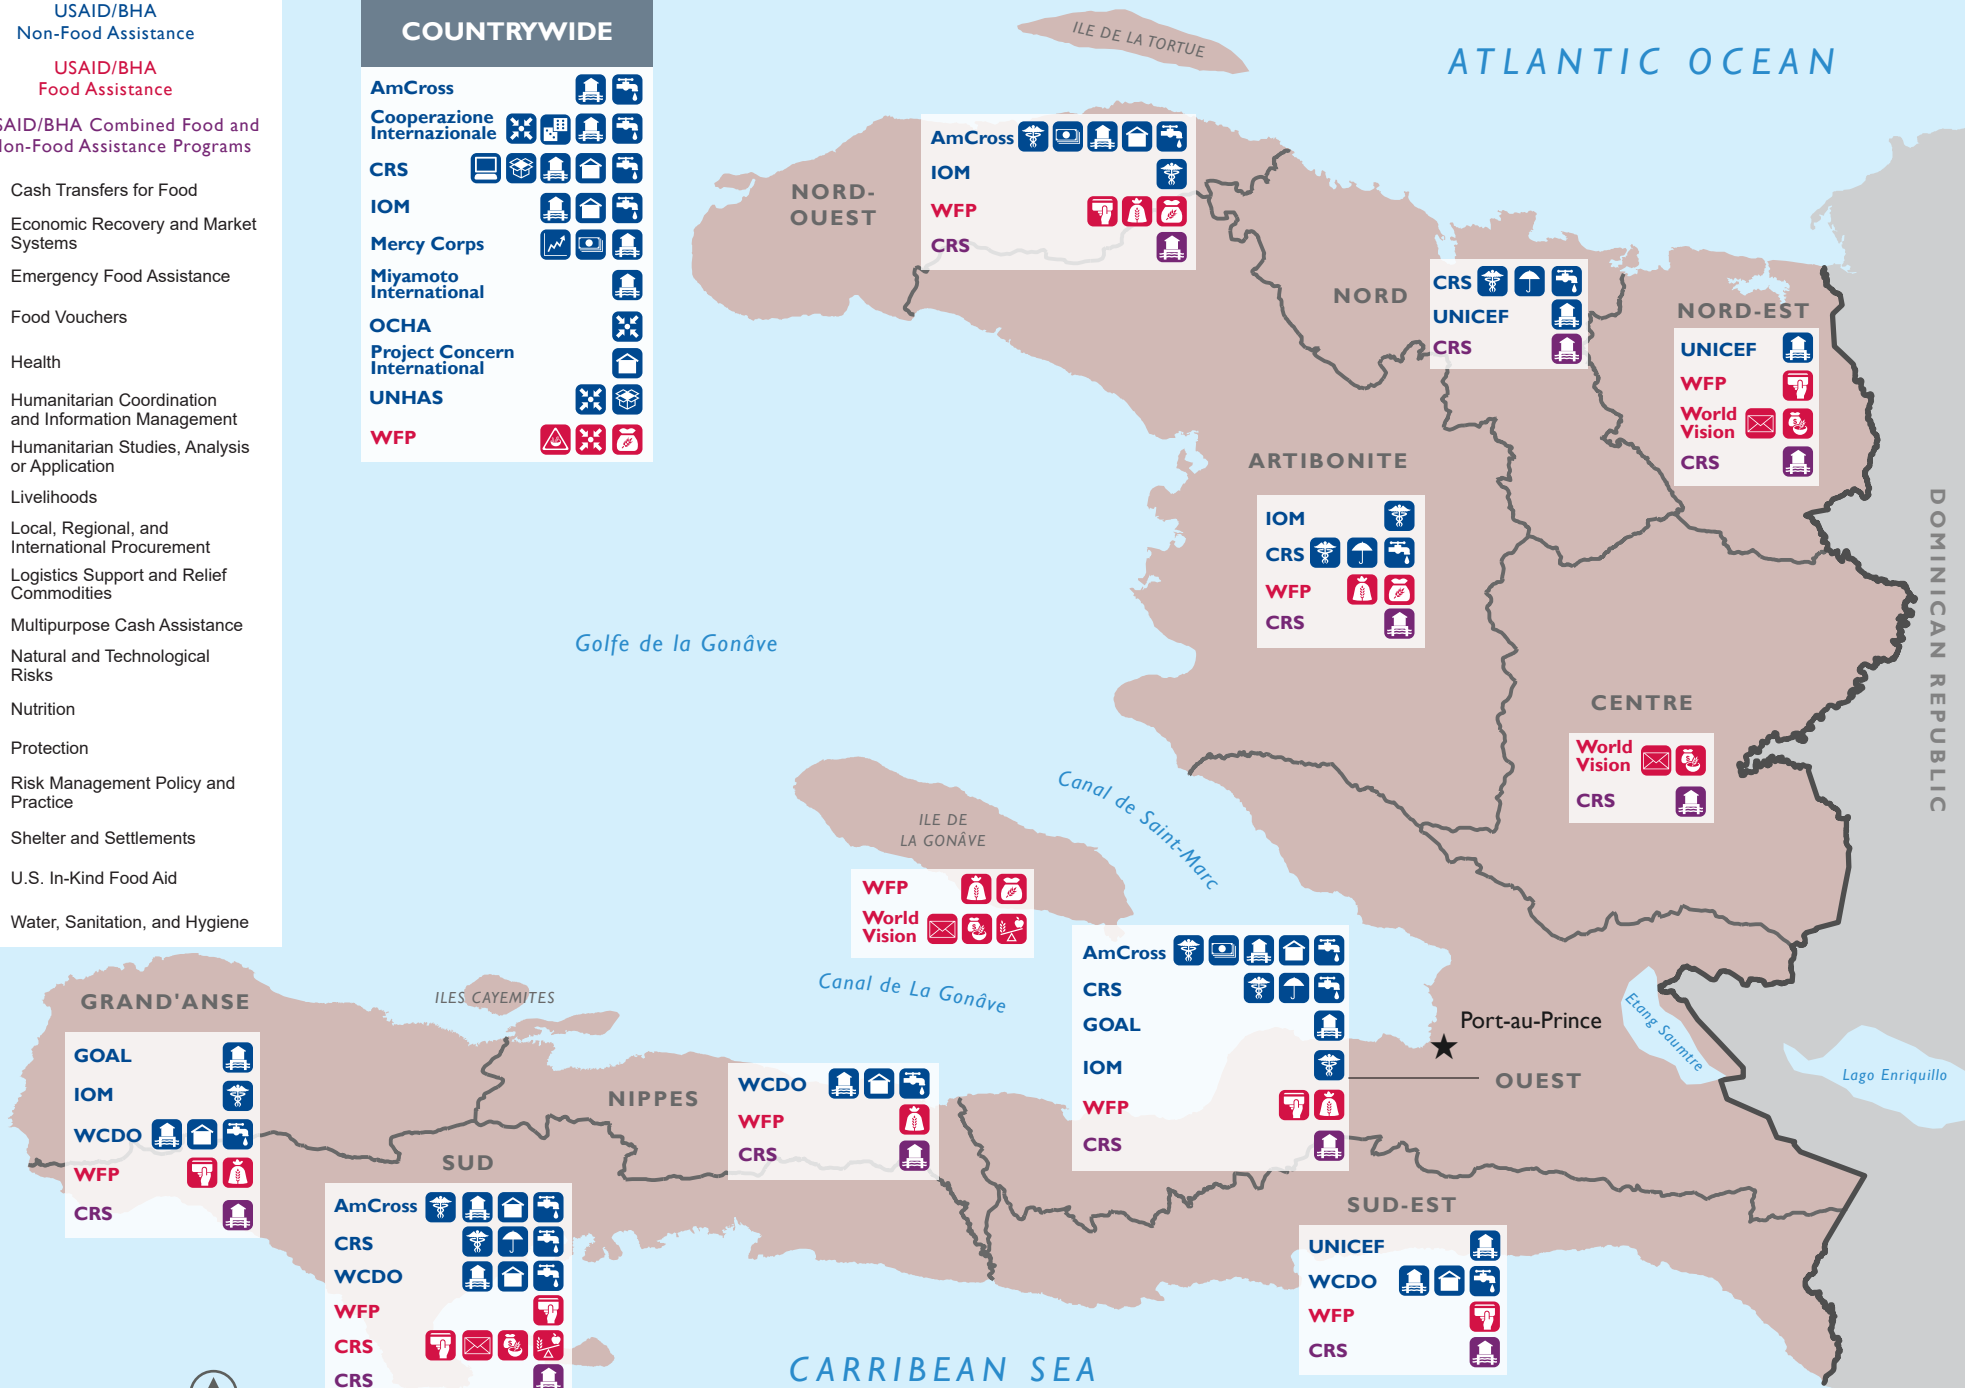 USAID/BHA
Non-Food Assistance
USAID/BHA
Food Assistance
SAID/BHA Combined Food and
Non-Food Assistance Programs
Cash Transfers for Food
Economic Recovery and Market
Systems
Emergency Food Assistance
Food Vouchers
Health
Humanitarian Coordination
and Information Management
Humanitarian Studies, Analysis
or Application
Livelihoods
Local, Regional, and
International Procurement
Logistics Support and Relief
Commodities
Multipurpose Cash Assistance
Natural and Technological
Risks
Nutrition
Protection
Risk Management Policy and
Practice
Shelter and Settlements
U.S. In-Kind Food Aid
Water, Sanitation, and Hygiene
COUNTRYWIDE
AmCross
Cooperazione
Internazionale
CRS
IOM
Mercy Corps
Miyamoto
International
OCHA
Project Concern
International
UNHAS
WFP
ILE DE LA TORTUE
ATLANTIC OCEAN
NORD-
OUEST
AmCross
IOM
WFP
CRS
NORD
CRS
UNICEF
CRS
NORD-EST
UNICEF
WFP
World
Vision
CRS
ARTIBONITE
IOM
CRS
WFP
CRS
DOMINICAN REPUBLIC
Golfe de la Gonâve
CENTRE
World
Vision
CRS
Canal de Saint-Marc
ILE DE
LA GONÂVE
WFP
World
Vision
Canal de La Gonâve
AmCross
CRS
GOAL
IOM
WFP
CRS
Port-au-Prince
OUEST
Etang Saumtre
Lago Enriquillo
GRAND'ANSE
GOAL
IOM
WCDO
WFP
CRS
ILES CAYEMITES
NIPPES
WCDO
WFP
CRS
SUD
AmCross
CRS
WCDO
WFP
CRS
CRS
SUD-EST
UNICEF
WCDO
WFP
CRS
CARRIBEAN SEA